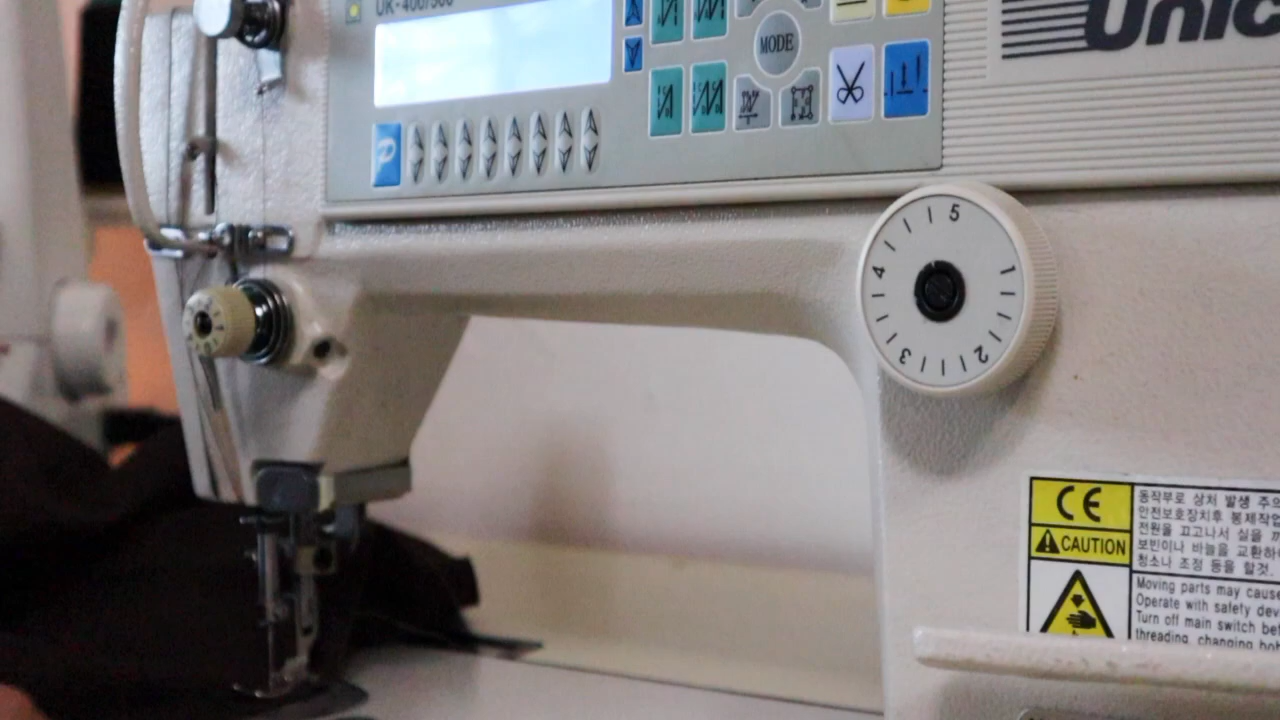 MODE
Unic
5
4
1
3
2
CE
CAUTION
동작부로 상처 발생 주의
안전보호장치후 봉제작업
전원을 끄고나서 실을 끼
보빈이나 바늘을 교환하
청소나 조정 등을 할것.
Moving parts may cause
Operate with safety dev
Turn off main switch bef
threading, changing bob